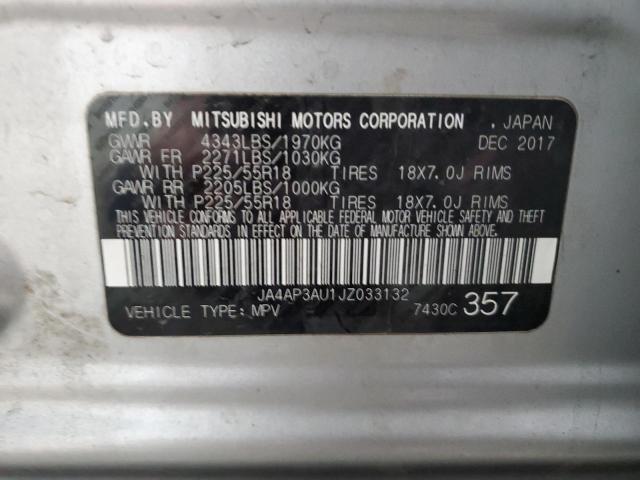 MFD.BY MITSUBISHI MOTORS CORPORATION . JAPAN
GVWR 4343LBS/1970KG DEC 2017
GAWR FR 2271LBS/1030KG
WITH P225/55R18 TIRES 18X7.0J RIMS
GAWR RR 2205LBS/1000KG
WITH P225/55R18 TIRES 18X7.0J RIMS
THIS VEHICLE CONFORMS TO ALL APPLICABLE FEDERAL MOTOR VEHICLE SAFETY AND THEFT
PREVENTION STANDARDS IN EFFECT ON THE DATE OF MANUFACTURE SHOWN ABOVE.
JA4AP3AU1JZ033132
VEHICLE TYPE: MPV 7430C 357